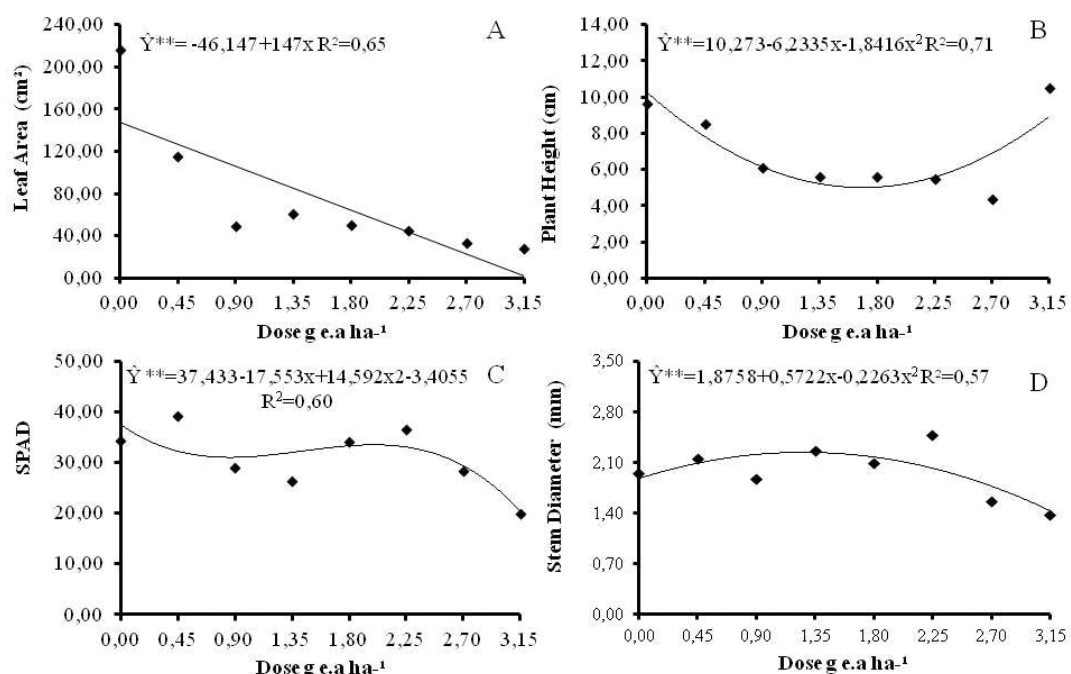 240,00
200,00
160,00
120,00
80,00
40,00
0,00
Leaf Area (cm²)
Ŷ**= -46,147+147x R²=0,65
A
0,00 0,45 0,90 1,35 1,80 2,25 2,70 3,15
Dose g e.a ha-¹
14,00
12,00
10,00
8,00
6,00
4,00
2,00
0,00
Plant Height (cm)
Ŷ**=10,273-6,2335x-1,8416x² R²=0,71
B
0,00 0,45 0,90 1,35 1,80 2,25 2,70 3,15
Dose g e.a ha-¹
50,00
40,00
30,00
20,00
10,00
0,00
SPAD
Ŷ**=37,433-17,553x+14,592x2-3,4055
R²=0,60
C
0,00 0,45 0,90 1,35 1,80 2,25 2,70 3,15
Dose g e.a ha-¹
3,50
2,80
2,10
1,40
0,70
0,00
Stem Diameter (mm)
Ŷ**=1,8758+0,5722x-0,2263x² R²=0,57
D
0,00 0,45 0,90 1,35 1,80 2,25 2,70 3,15
Dose g e.a ha-¹